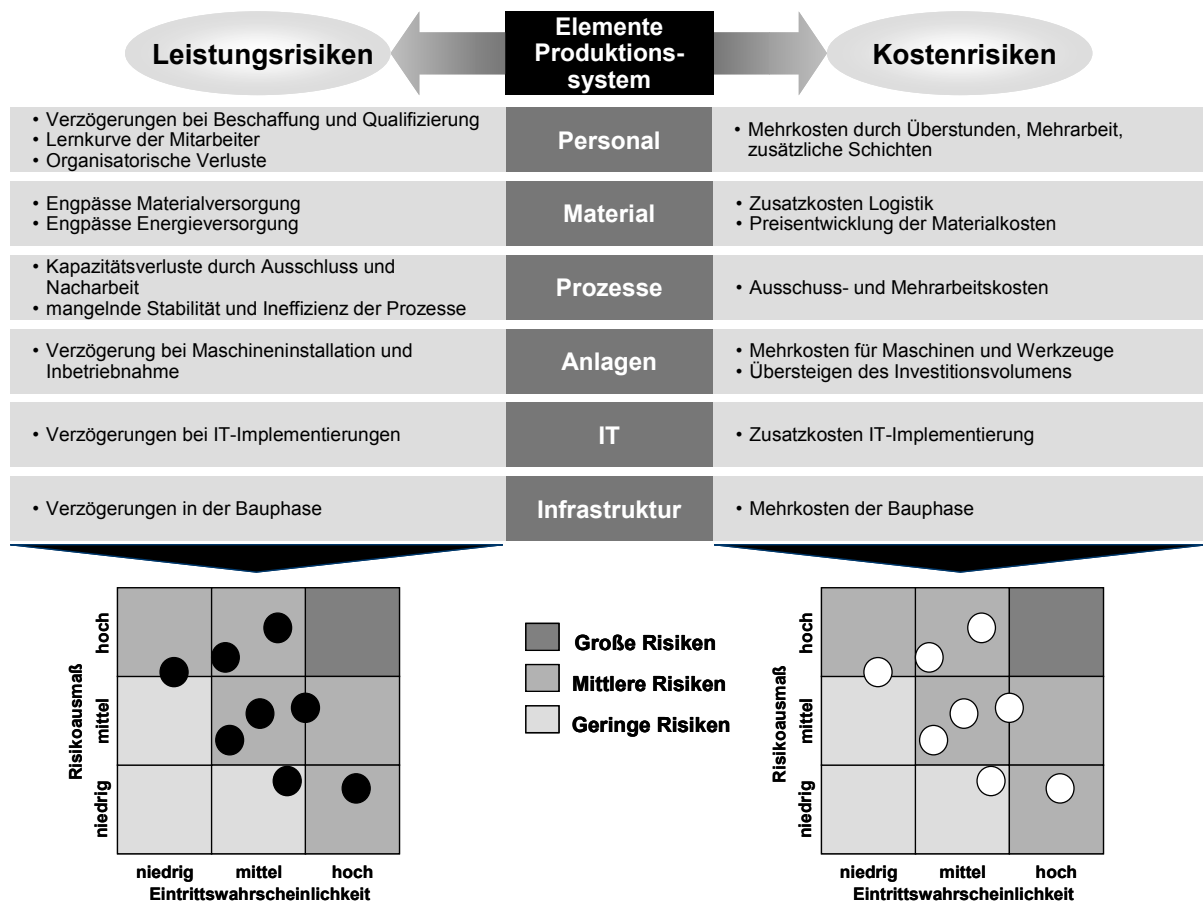 Leistungsrisiken
Elemente
Produktions-
system
Kostenrisiken
• Verzögerungen bei Beschaffung und Qualifizierung
• Lernkurve der Mitarbeiter
• Organisatorische Verluste
Personal
• Mehrkosten durch Überstunden, Mehrarbeit,
zusätzliche Schichten
• Engpässe Materialversorgung
• Engpässe Energieversorgung
Material
• Zusatzkosten Logistik
• Preisentwicklung der Materialkosten
• Kapazitätsverluste durch Ausschluss und
Nacharbeit
• mangelnde Stabilität und Ineffizienz der Prozesse
Prozesse
• Ausschuss- und Mehrarbeitskosten
• Verzögerung bei Maschineninstallation und
Inbetriebnahme
Anlagen
• Mehrkosten für Maschinen und Werkzeuge
• Übersteigen des Investitionsvolumens
• Verzögerungen bei IT-Implementierungen
IT
• Zusatzkosten IT-Implementierung
• Verzögerungen in der Bauphase
Infrastruktur
• Mehrkosten der Bauphase
Risikoausmaß
hoch
mittel
niedrig
niedrig mittel hoch
Eintrittswahrscheinlichkeit
Große Risiken
Mittlere Risiken
Geringe Risiken
Risikoausmaß
hoch
mittel
niedrig
niedrig mittel hoch
Eintrittswahrscheinlichkeit